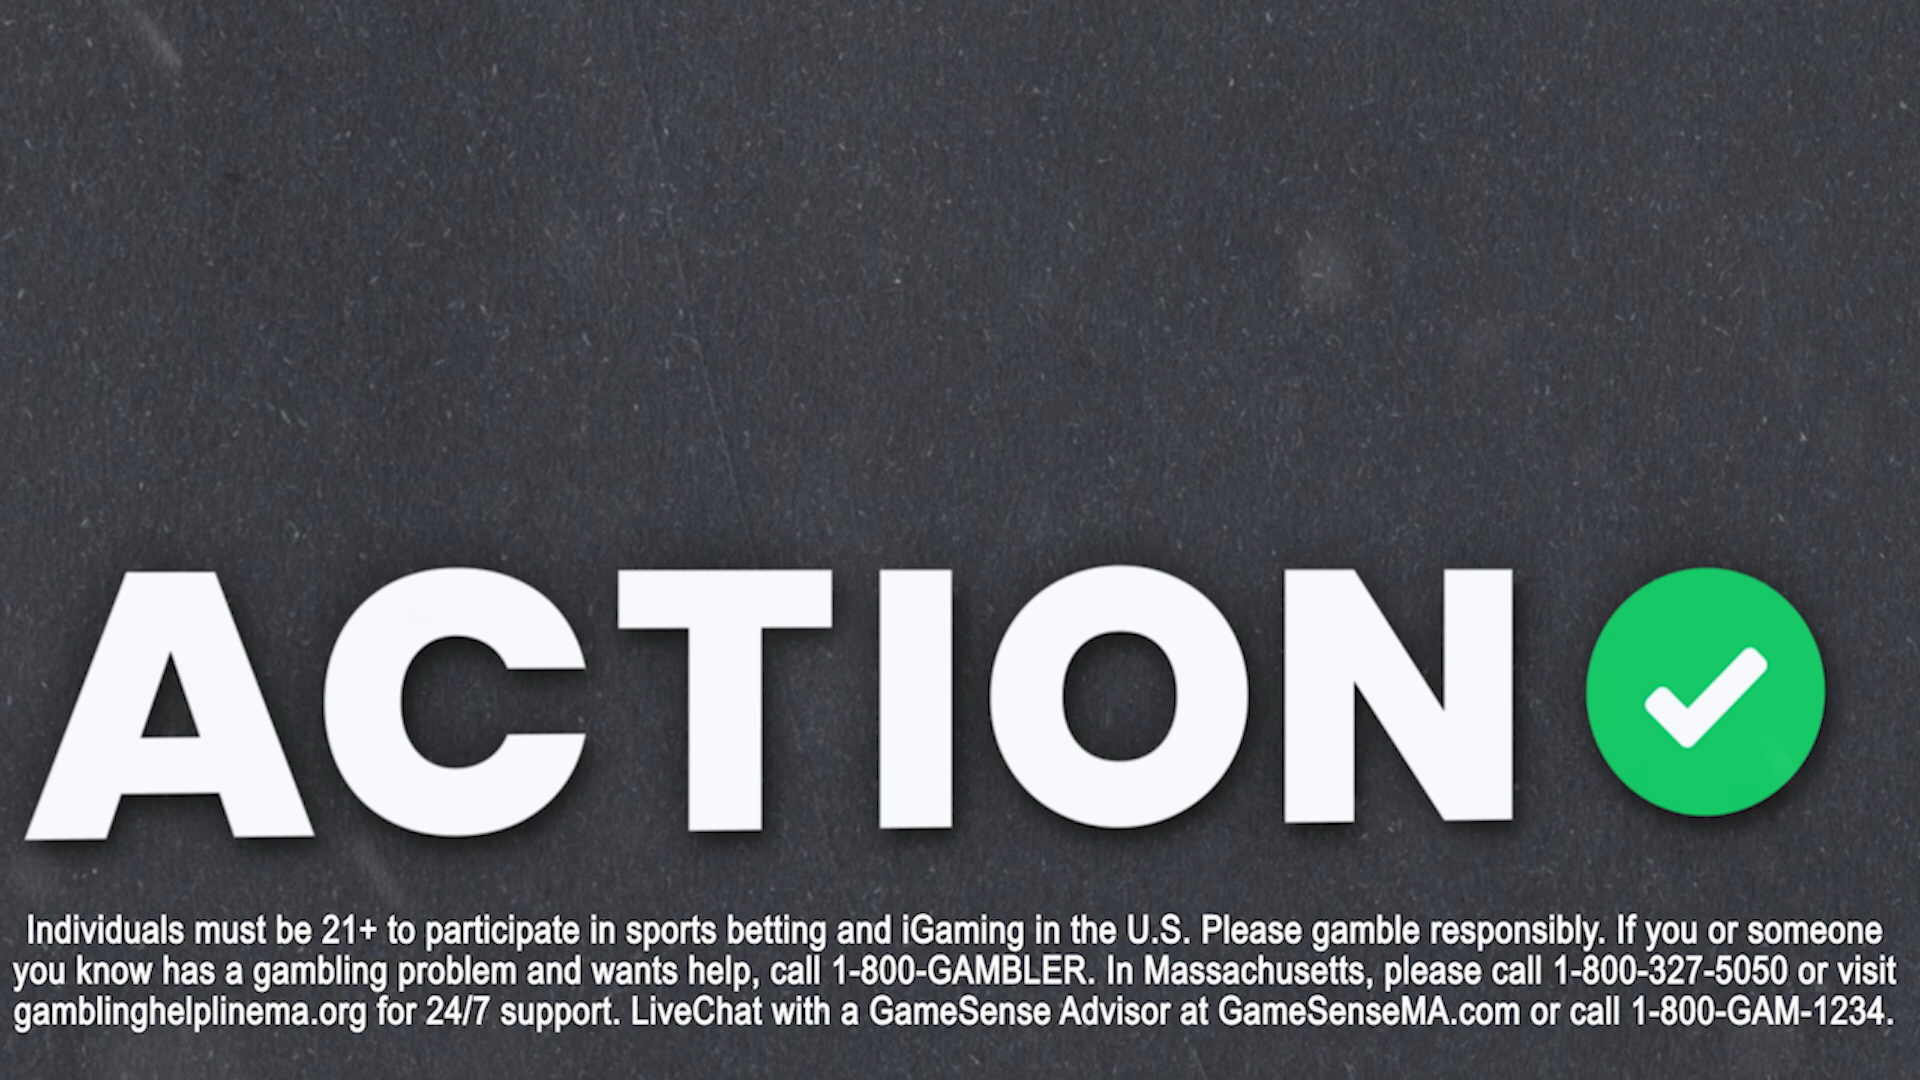 ACTION
Individuals must be 21+ to participate in sports betting and iGaming in the U.S. Please gamble responsibly. If you or someone
you know has a gambling problem and wants help, call 1-800-GAMBLER. In Massachusetts, please call 1-800-327-5050 or visit
gamblinghelplinema.org for 24/7 support. LiveChat with a GameSense Advisor at GameSenseMA.com or call 1-800-GAM-1234.